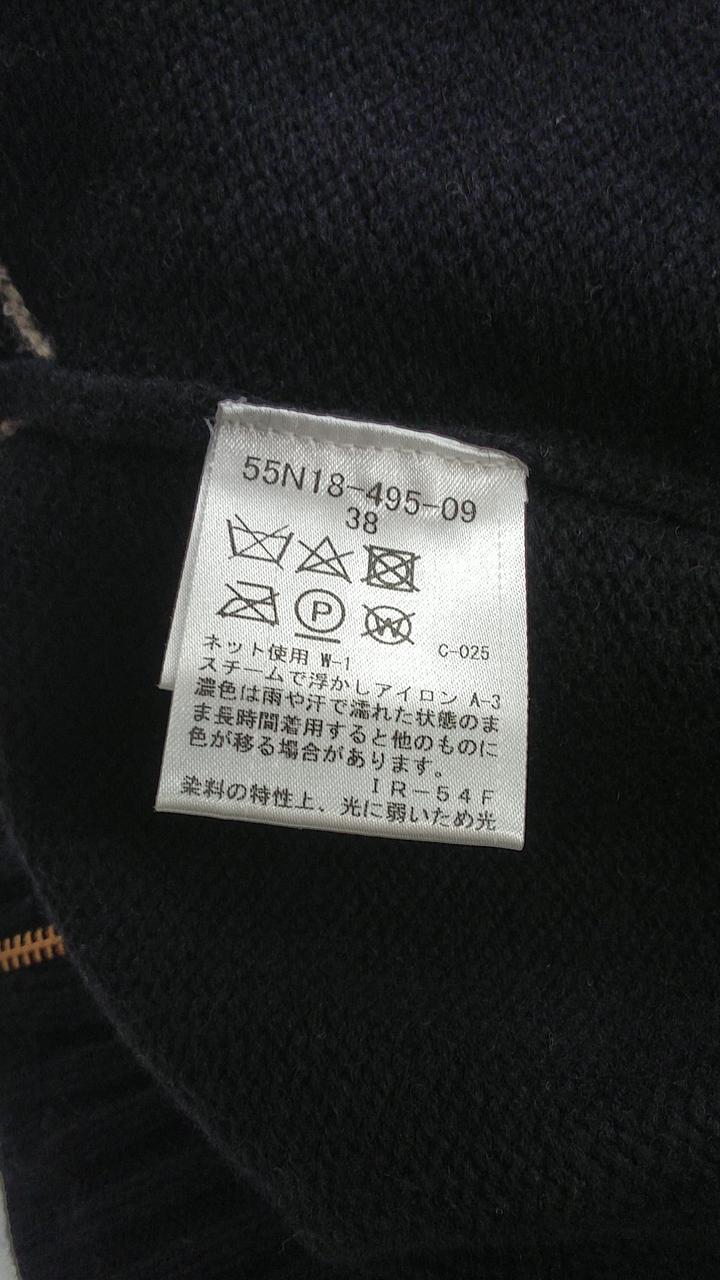 55N18-495-09
38
P
W
ネット使用 W-1 C-025
スチームで浮かしアイロン A-3
濃色は雨や汗で濡れた状態のま
ま長時間着用すると他のものに
色が移る場合があります。
IR-54F
染料の特性上、光に弱いため光